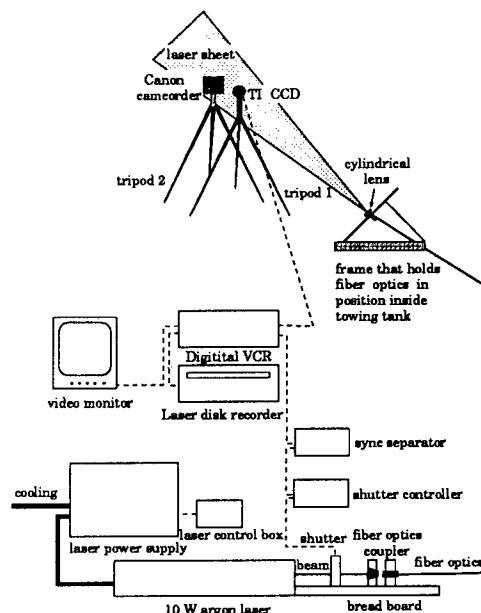 laser sheet
Canon
camcorder
TI CCD
cylindrical
lens
tripod 2
tripod 1
frame that holds
fiber optics in
position inside
towing tank
Digitital VCR
video monitor
Laser disk recorder
sync separator
cooling
shutter controller
laser control box
laser power supply
shutter
fiber optics
coupler
beam
fiber optics
10 W argon laser
bread board